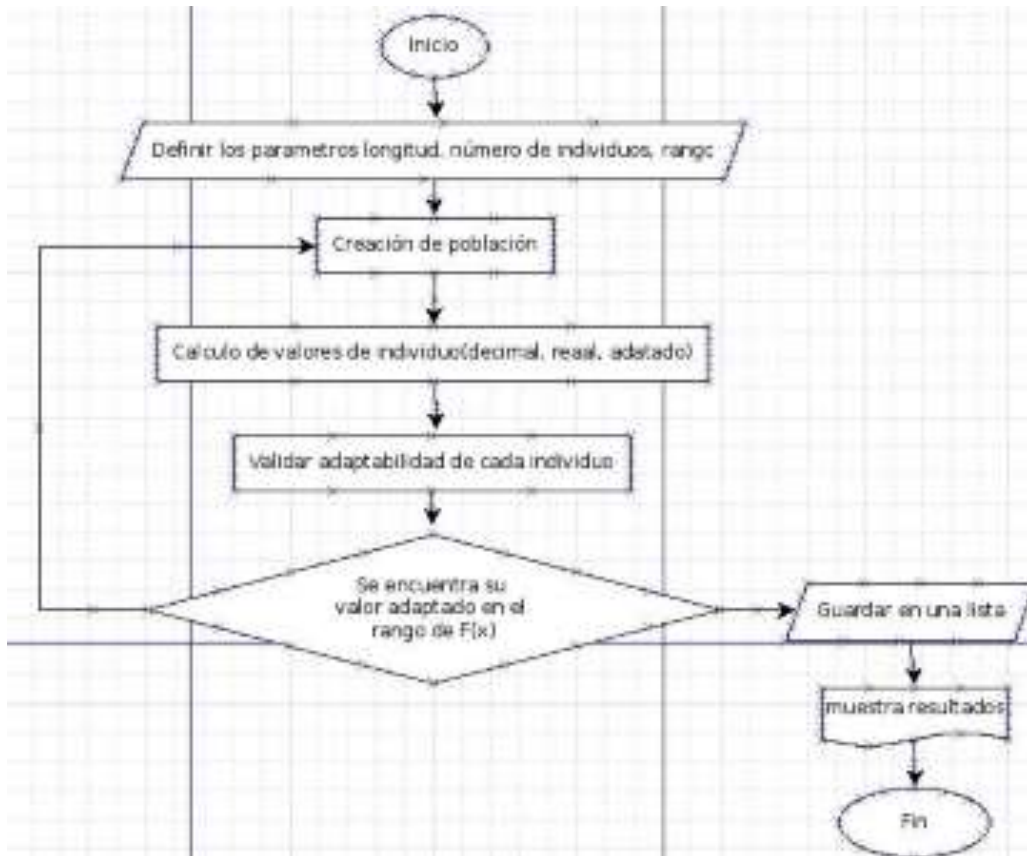 Inicio
Definir los parametros longitud, número de individuos, rango
Creación de población
Calculo de valores de individuo(decimal, reaal, adatado)
Validar adaptabilidad de cada individuo
Se encuentra su
valor adaptado en el
rango de F(x)
Guardar en una lista
muestra resultados
Fin